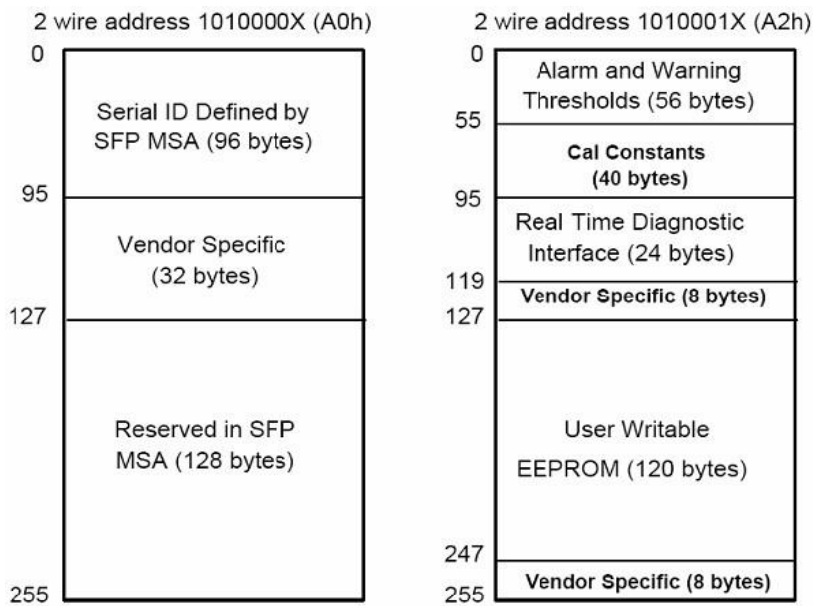 2 wire address 1010000X (A0h)
0
Serial ID Defined by
SFP MSA (96 bytes)
95
Vendor Specific
(32 bytes)
127
Reserved in SFP
MSA (128 bytes)
255
2 wire address 1010001X (A2h)
0
Alarm and Warning
Thresholds (56 bytes)
55
Cal Constants
(40 bytes)
95
Real Time Diagnostic
Interface (24 bytes)
119
Vendor Specific (8 bytes)
127
User Writable
EEPROM (120 bytes)
247
Vendor Specific (8 bytes)
255